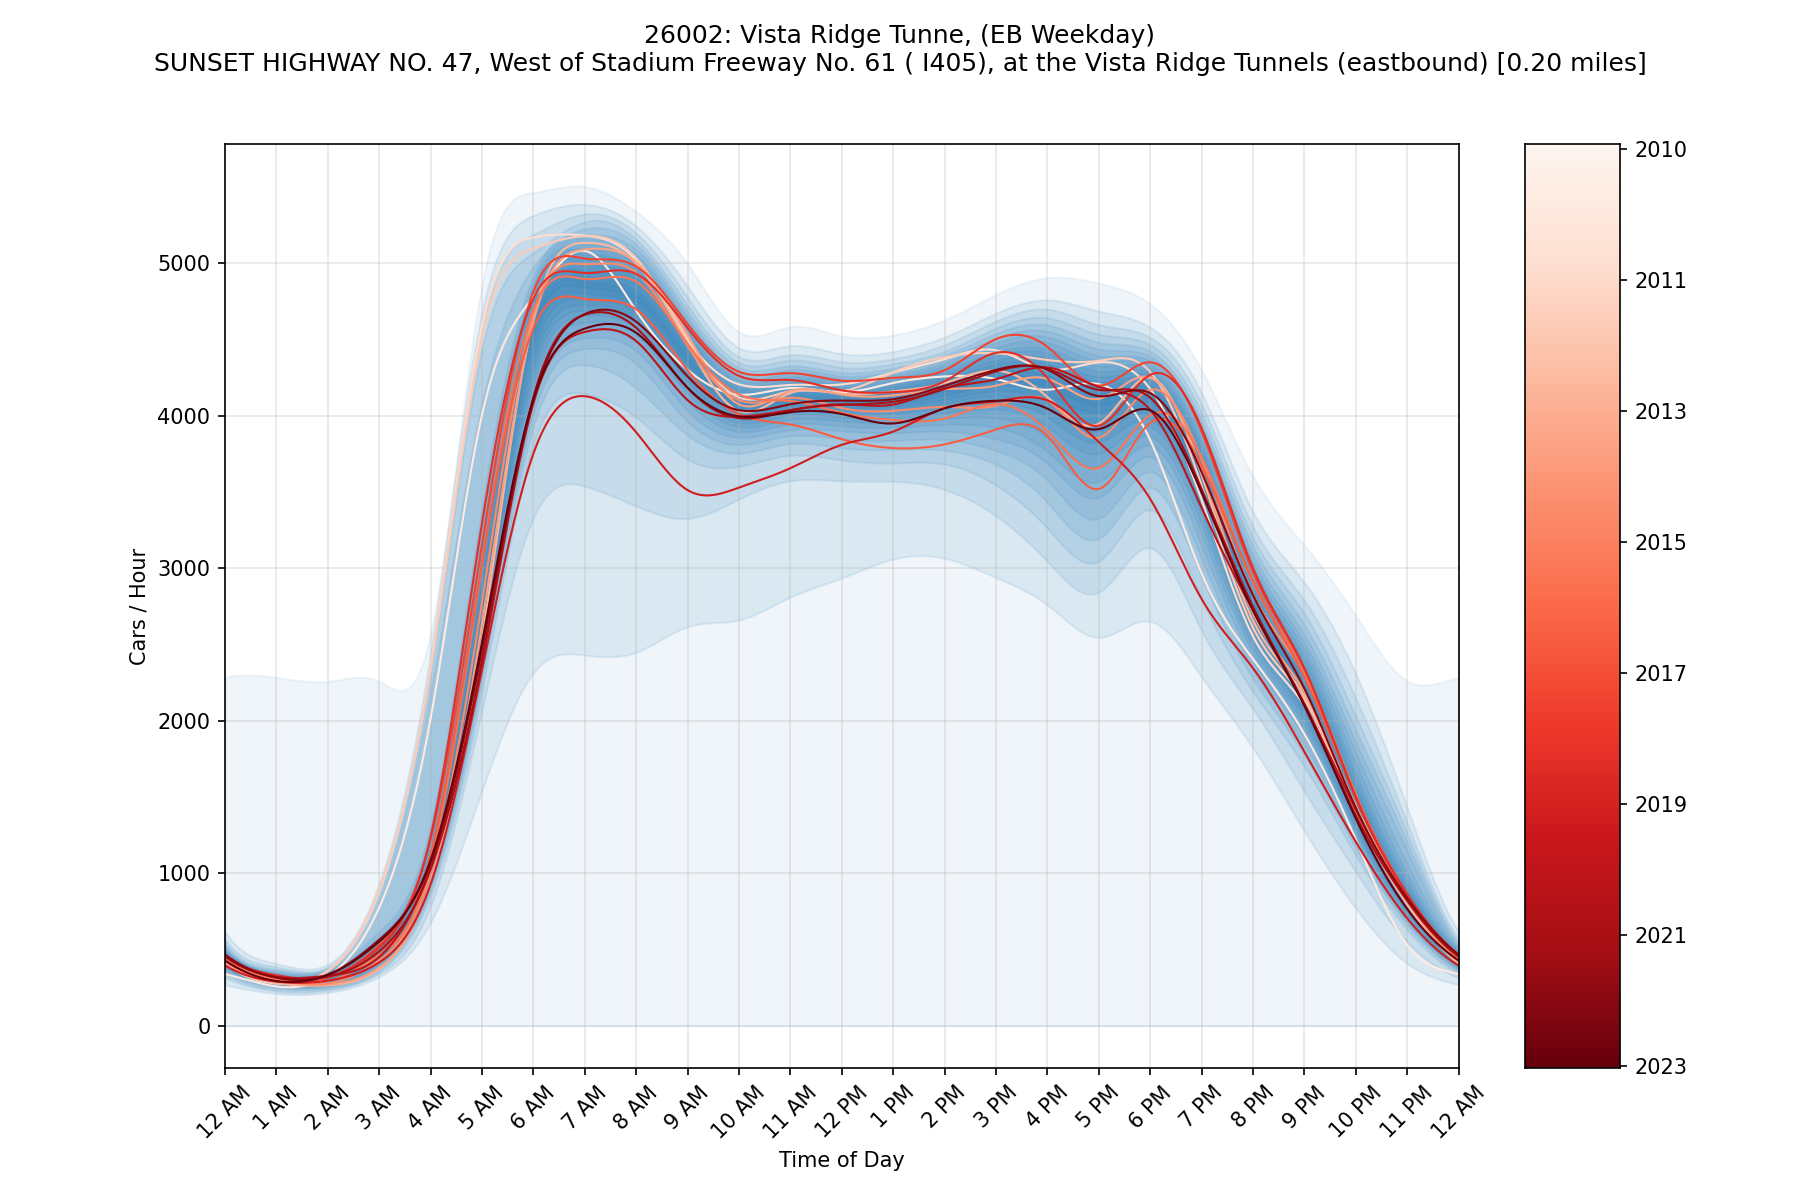 26002: Vista Ridge Tunne, (EB Weekday)
SUNSET HIGHWAY NO. 47, West of Stadium Freeway No. 61 ( I405), at the Vista Ridge Tunnels (eastbound) [0.20 miles]
Cars / Hour
5000
4000
3000
2000
1000
0
12 AM
1 AM
2 AM
3 AM
4 AM
5 AM
6 AM
7 AM
8 AM
9 AM
10 AM
11 AM
12 PM
1 PM
2 PM
3 PM
4 PM
5 PM
6 PM
7 PM
8 PM
9 PM
10 PM
11 PM
12 AM
Time of Day
2010
2011
2013
2015
2017
2019
2021
2023